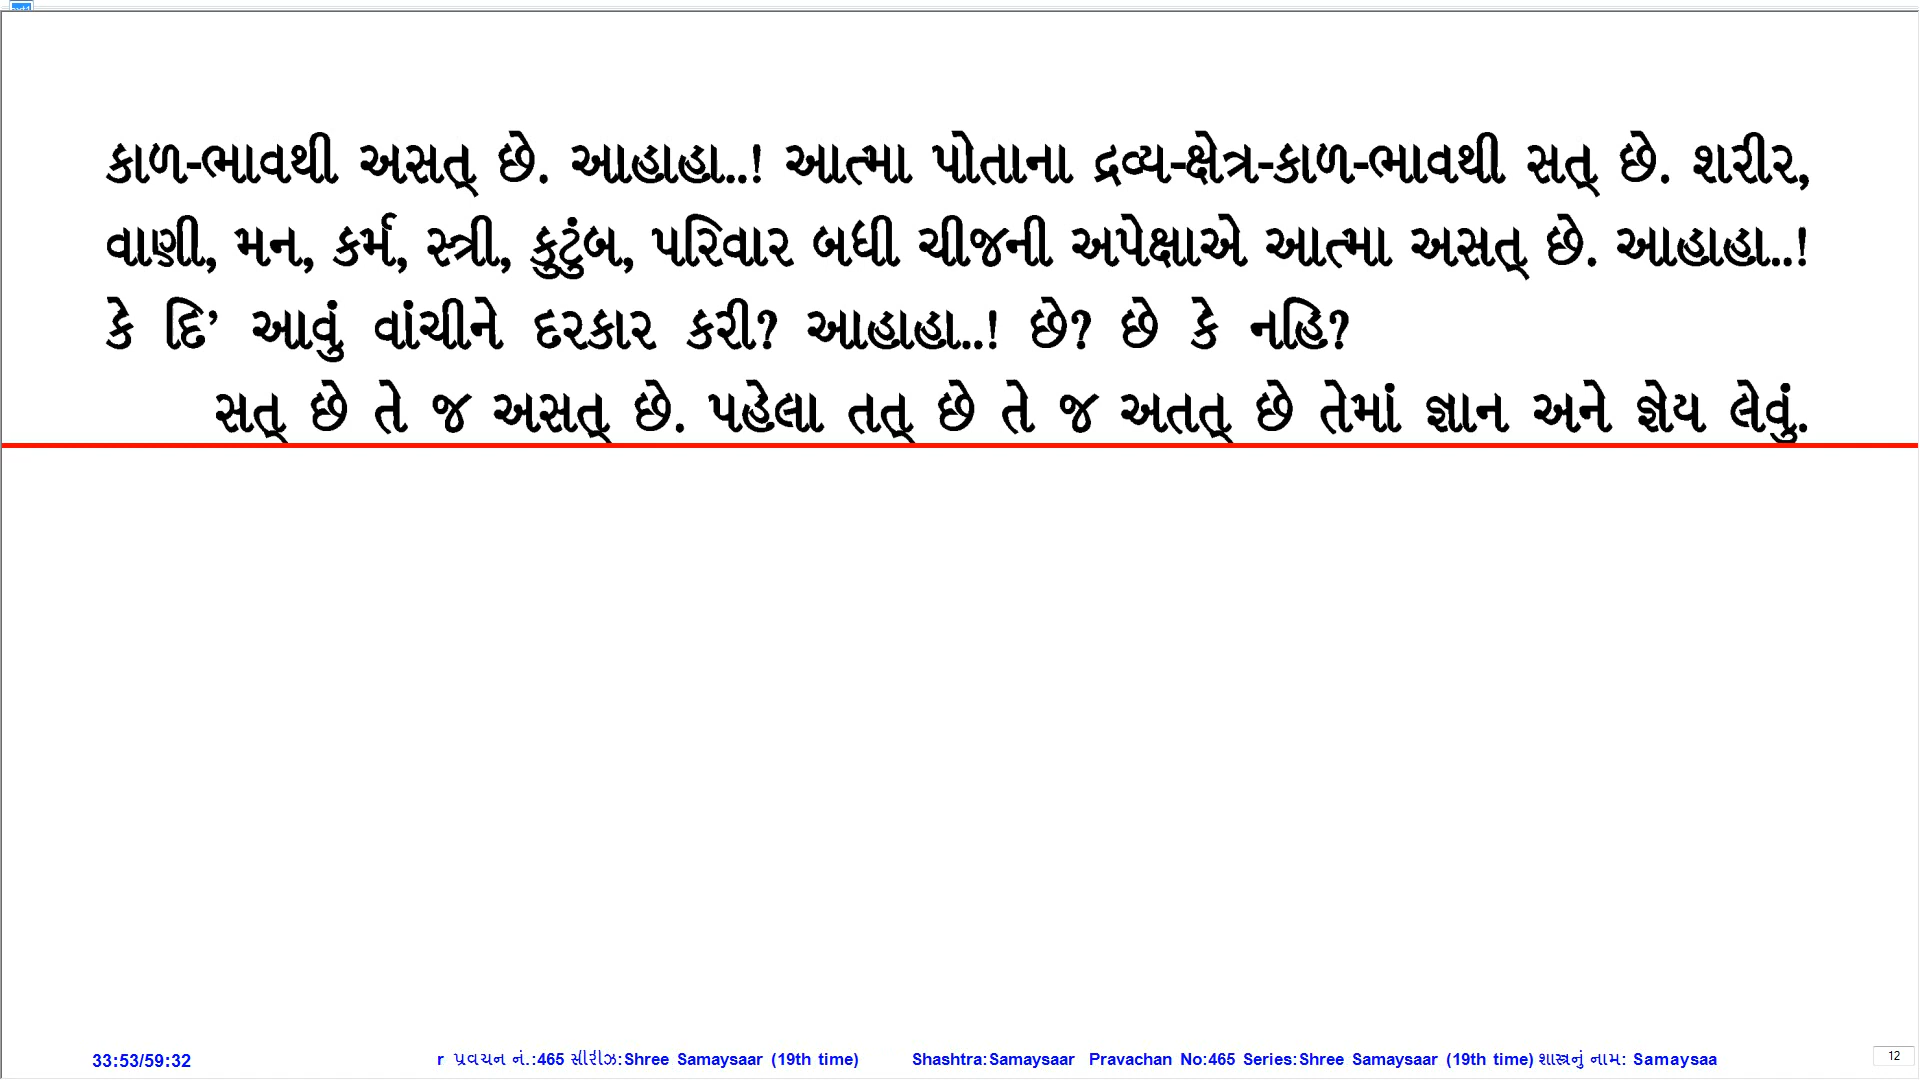 કાળ-ભાવથી અસત્ છે. આહાહા..! આત્મા પોતાના દ્રવ્ય-ક્ષેત્ર-કાળ-ભાવથી સત્ છે. શરીર,
વાણી, મન, કર્મ, સ્ત્રી, કુટુંબ, પરિવાર બધી ચીજની અપેક્ષાએ આત્મા અસત્ છે. આહાહા..!
કે દિ’ આવું વાંચીને દરકાર કરી? આહાહા..! છે? છે કે નહિ?
સત્ છે તે જ અસત્ છે. પહેલા તત્ છે તે જ અતત્ છે તેમાં જ્ઞાન અને જ્ઞેય લેવું.
33:53/59:32 r પ્રવચન નં.:465 સીરીઝ:Shree Samaysaar (19th time) Shashtra:Samaysaar Pravachan No:465 Series:Shree Samaysaar (19th time) શાસ્ત્રનું નામ: Samaysaa 12